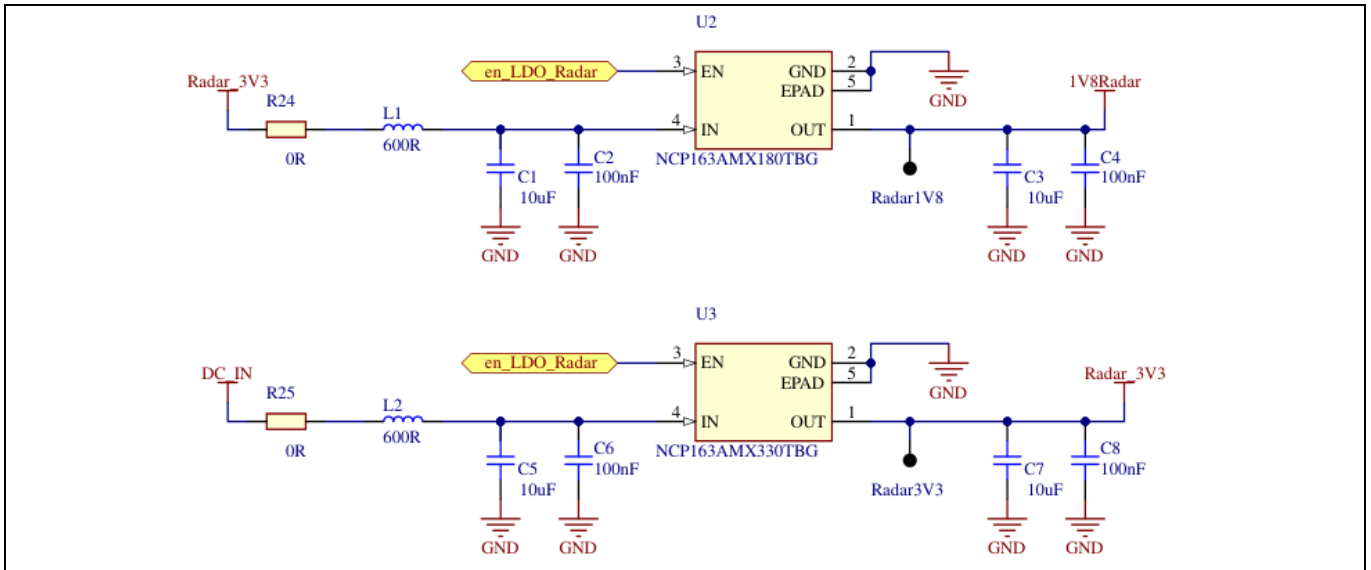 U2
en_LDO_Radar
3
EN
GND
2
EPAD
5
GND
Radar_3V3
R24
0R
L1
600R
4
IN
OUT
1
NCP163AMX180TBG
1V8Radar
C1
10uF
C2
100nF
Radar1V8
C3
10uF
C4
100nF
GND
GND
GND
GND
U3
en_LDO_Radar
3
EN
GND
2
EPAD
5
GND
DC_IN
R25
0R
L2
600R
4
IN
OUT
1
NCP163AMX330TBG
Radar_3V3
C5
10uF
C6
100nF
Radar3V3
C7
10uF
C8
100nF
GND
GND
GND
GND